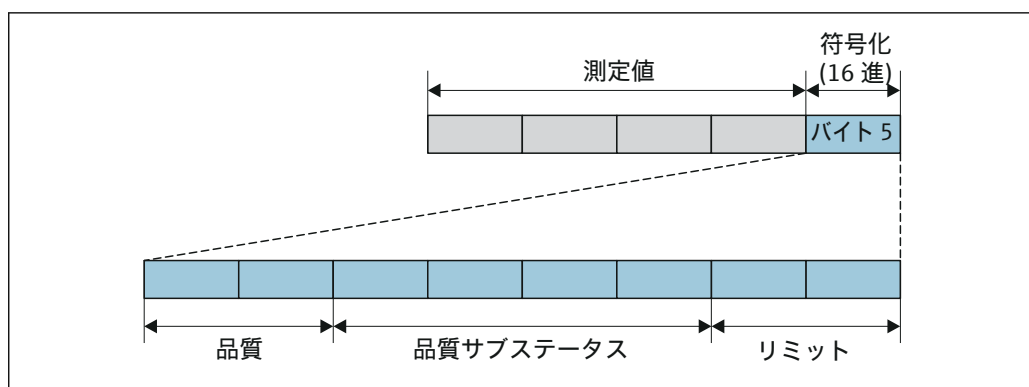 符号化
測定値
(16 進)
バイト 5
品質
品質サブステータス
リミット